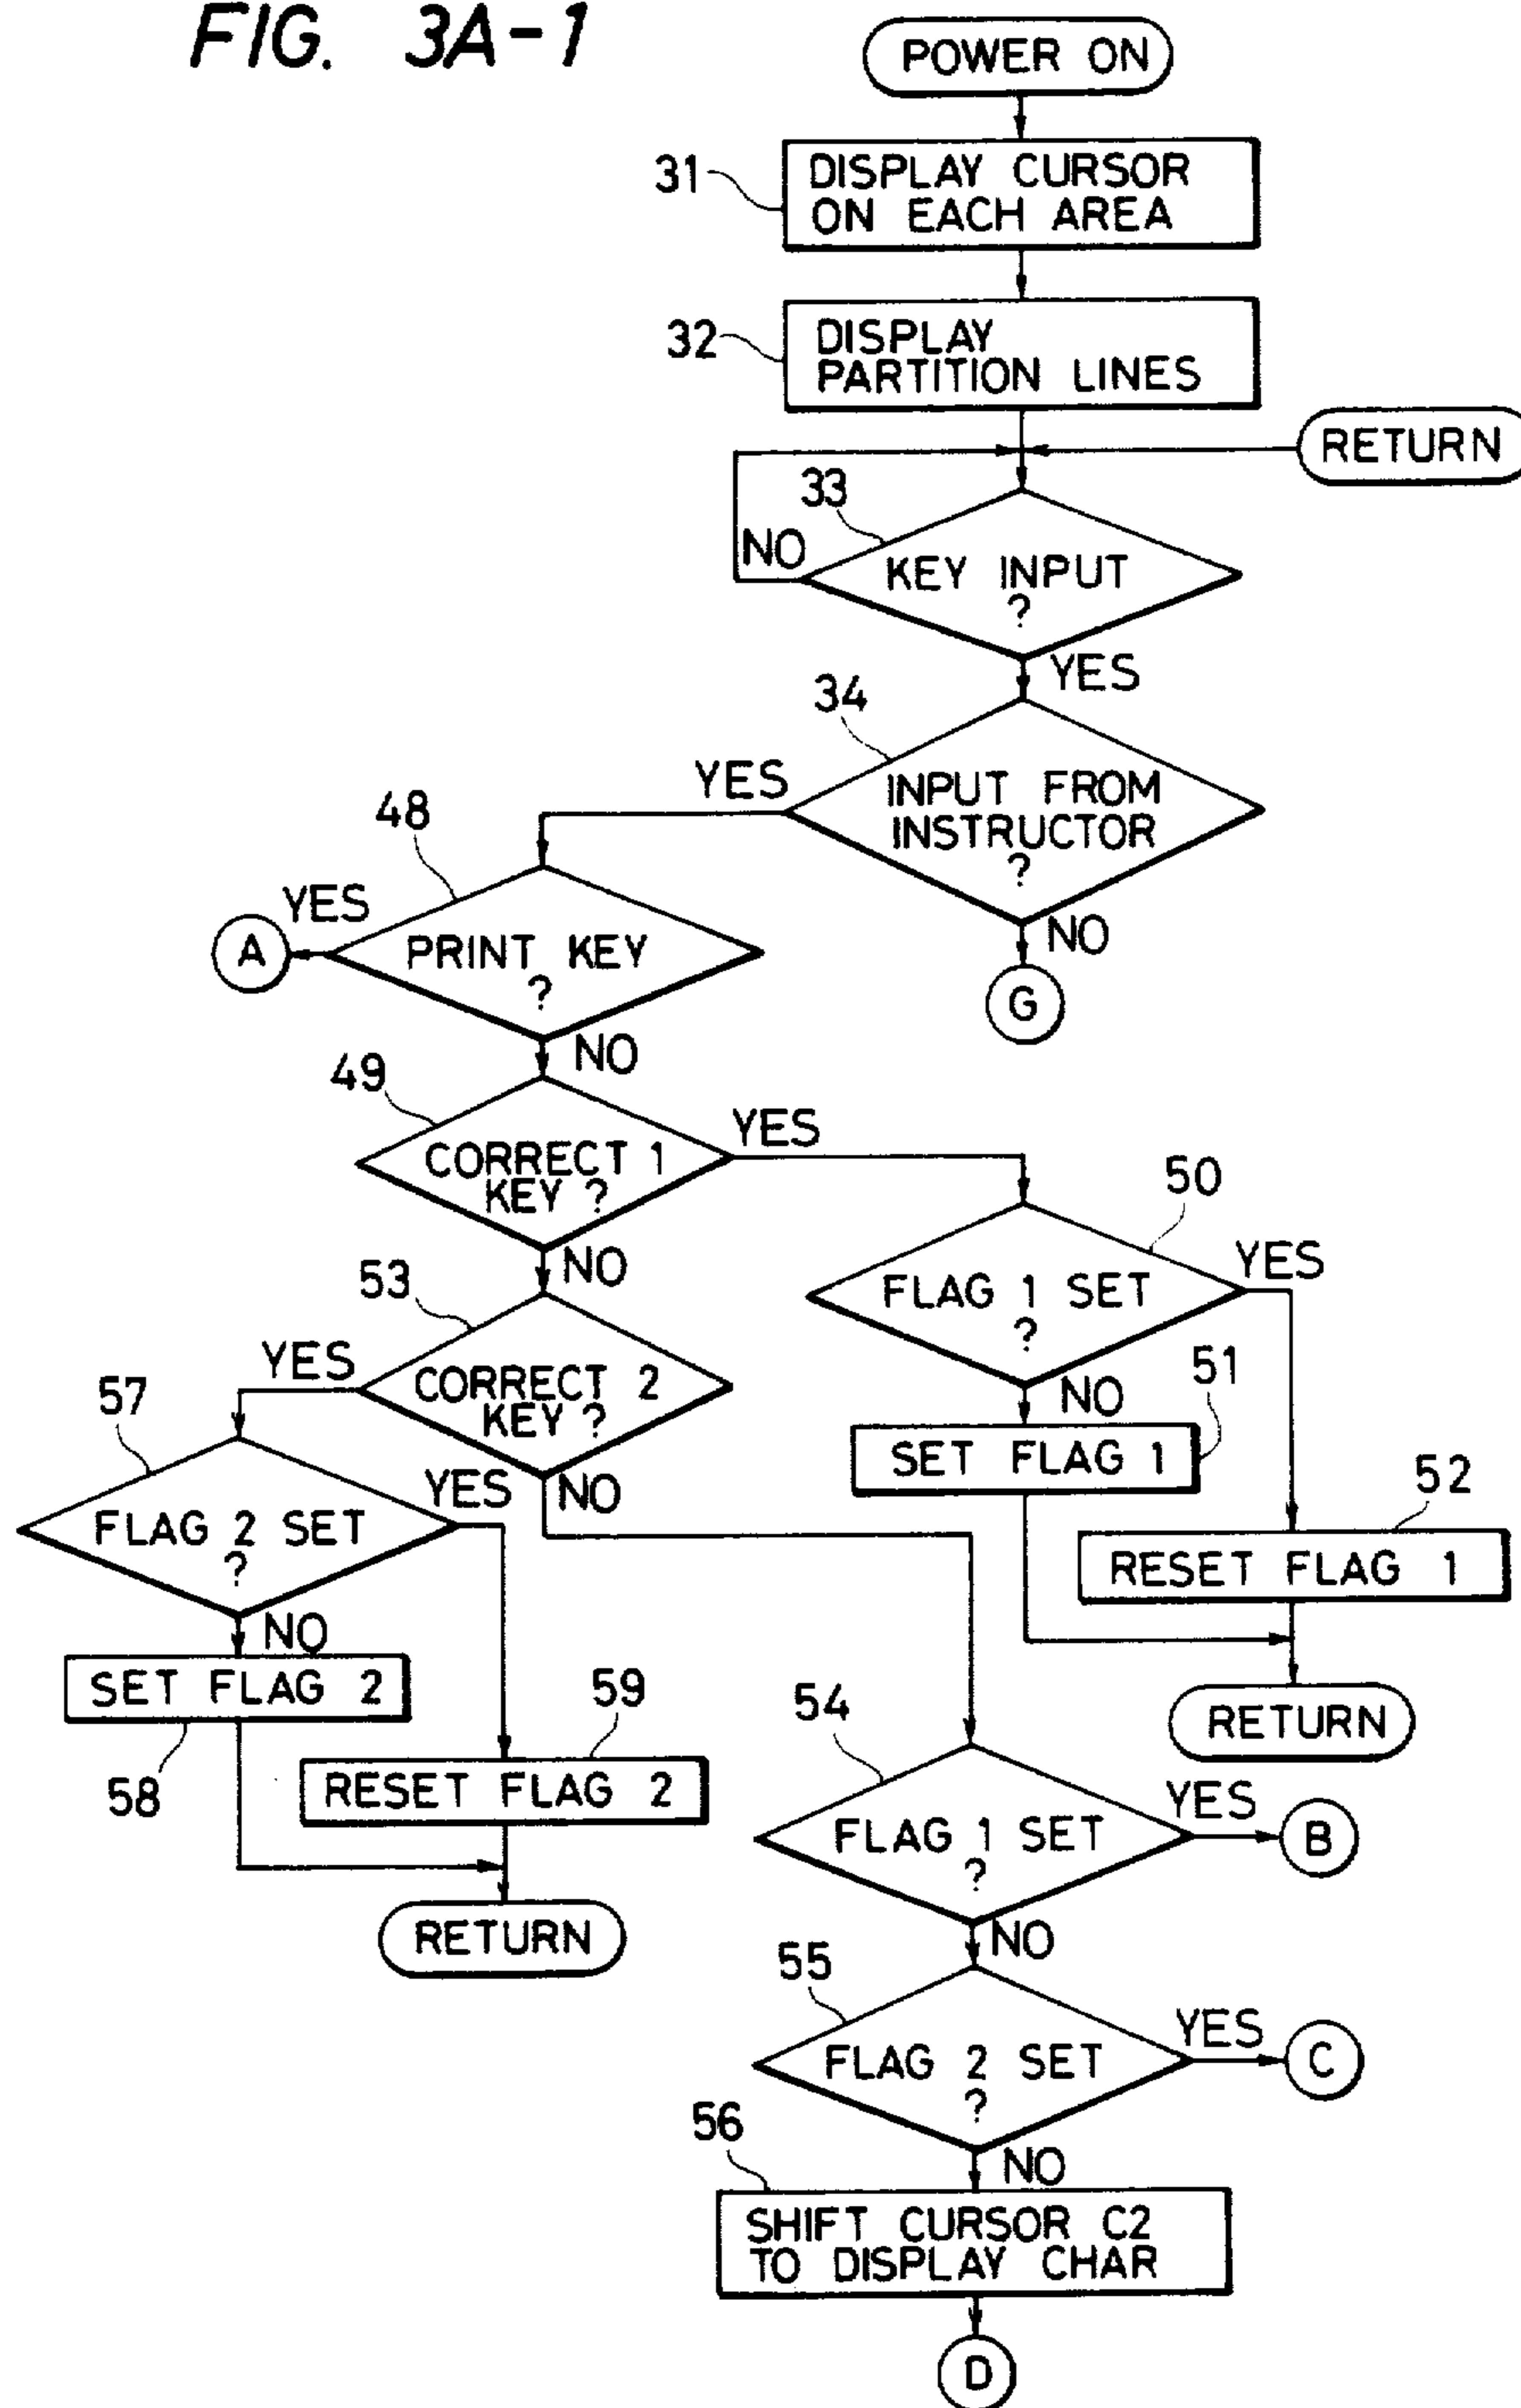 FIG. 3A-1
POWER ON
31
DISPLAY CURSOR
ON EACH AREA
32
DISPLAY
PARTITION LINES
RETURN
33
NO
KEY INPUT
?
YES
34
YES
INPUT FROM
INSTRUCTOR
?
48
YES
A
PRINT KEY
?
NO
G
NO
49
YES
CORRECT 1
KEY ?
50
NO
53
YES
FLAG 1 SET
?
YES
CORRECT 2
KEY ?
51
NO
57
SET FLAG 1
YES
NO
52
FLAG 2 SET
?
RESET FLAG 1
NO
SET FLAG 2
59
54
RETURN
58
RESET FLAG 2
YES
FLAG 1 SET
?
B
RETURN
NO
55
YES
FLAG 2 SET
?
C
56
NO
SHIFT CURSOR C2
TO DISPLAY CHAR
D